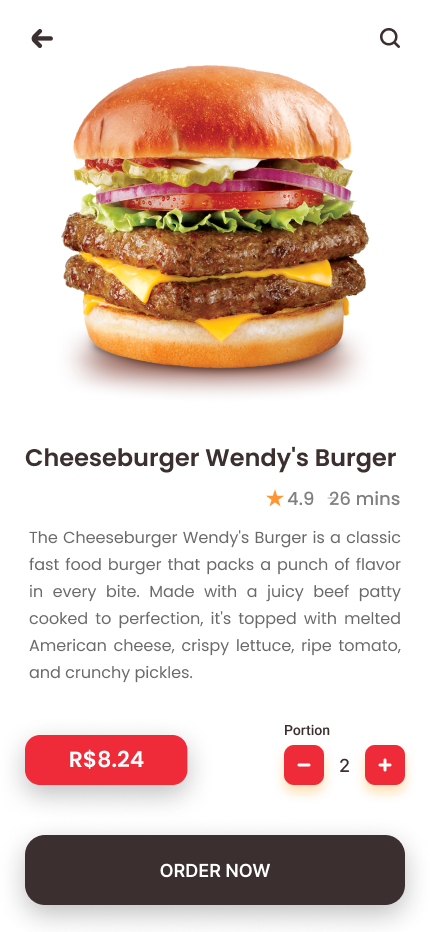 Cheeseburger Wendy's Burger
4.9 26 mins
The Cheeseburger Wendy's Burger is a classic
fast food burger that packs a punch of flavor
in every bite. Made with a juicy beef patty
cooked to perfection, it's topped with melted
American cheese, crispy lettuce, ripe tomato,
and crunchy pickles.
Portion
R$8.24
2
ORDER NOW